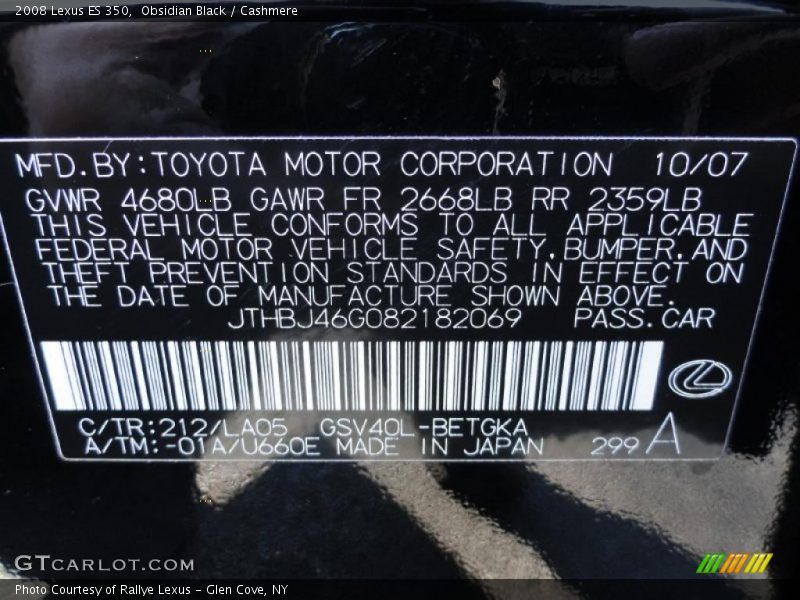 2008 Lexus ES 350,  Obsidian Black / Cashmere
MFD.BY:TOYOTA MOTOR CORPORATION 10/07
GVWR 4680LB GAWR FR 2668LB RR 2359LB
THIS VEHICLE CONFORMS TO ALL APPLICABLE
FEDERAL MOTOR VEHICLE SAFETY,BUMPER,AND
THEFT PREVENTION STANDARDS IN EFFECT ON
THE DATE OF MANUFACTURE SHOWN ABOVE.
JTHBJ46G082182069 PASS.CAR
C/TR:212/LA05 GSV40L-BETGKA
A/TM:-01A/U660E MADE IN JAPAN 299 A
GTCARLOT.COM
Photo Courtesy of Rallye Lexus - Glen Cove, NY